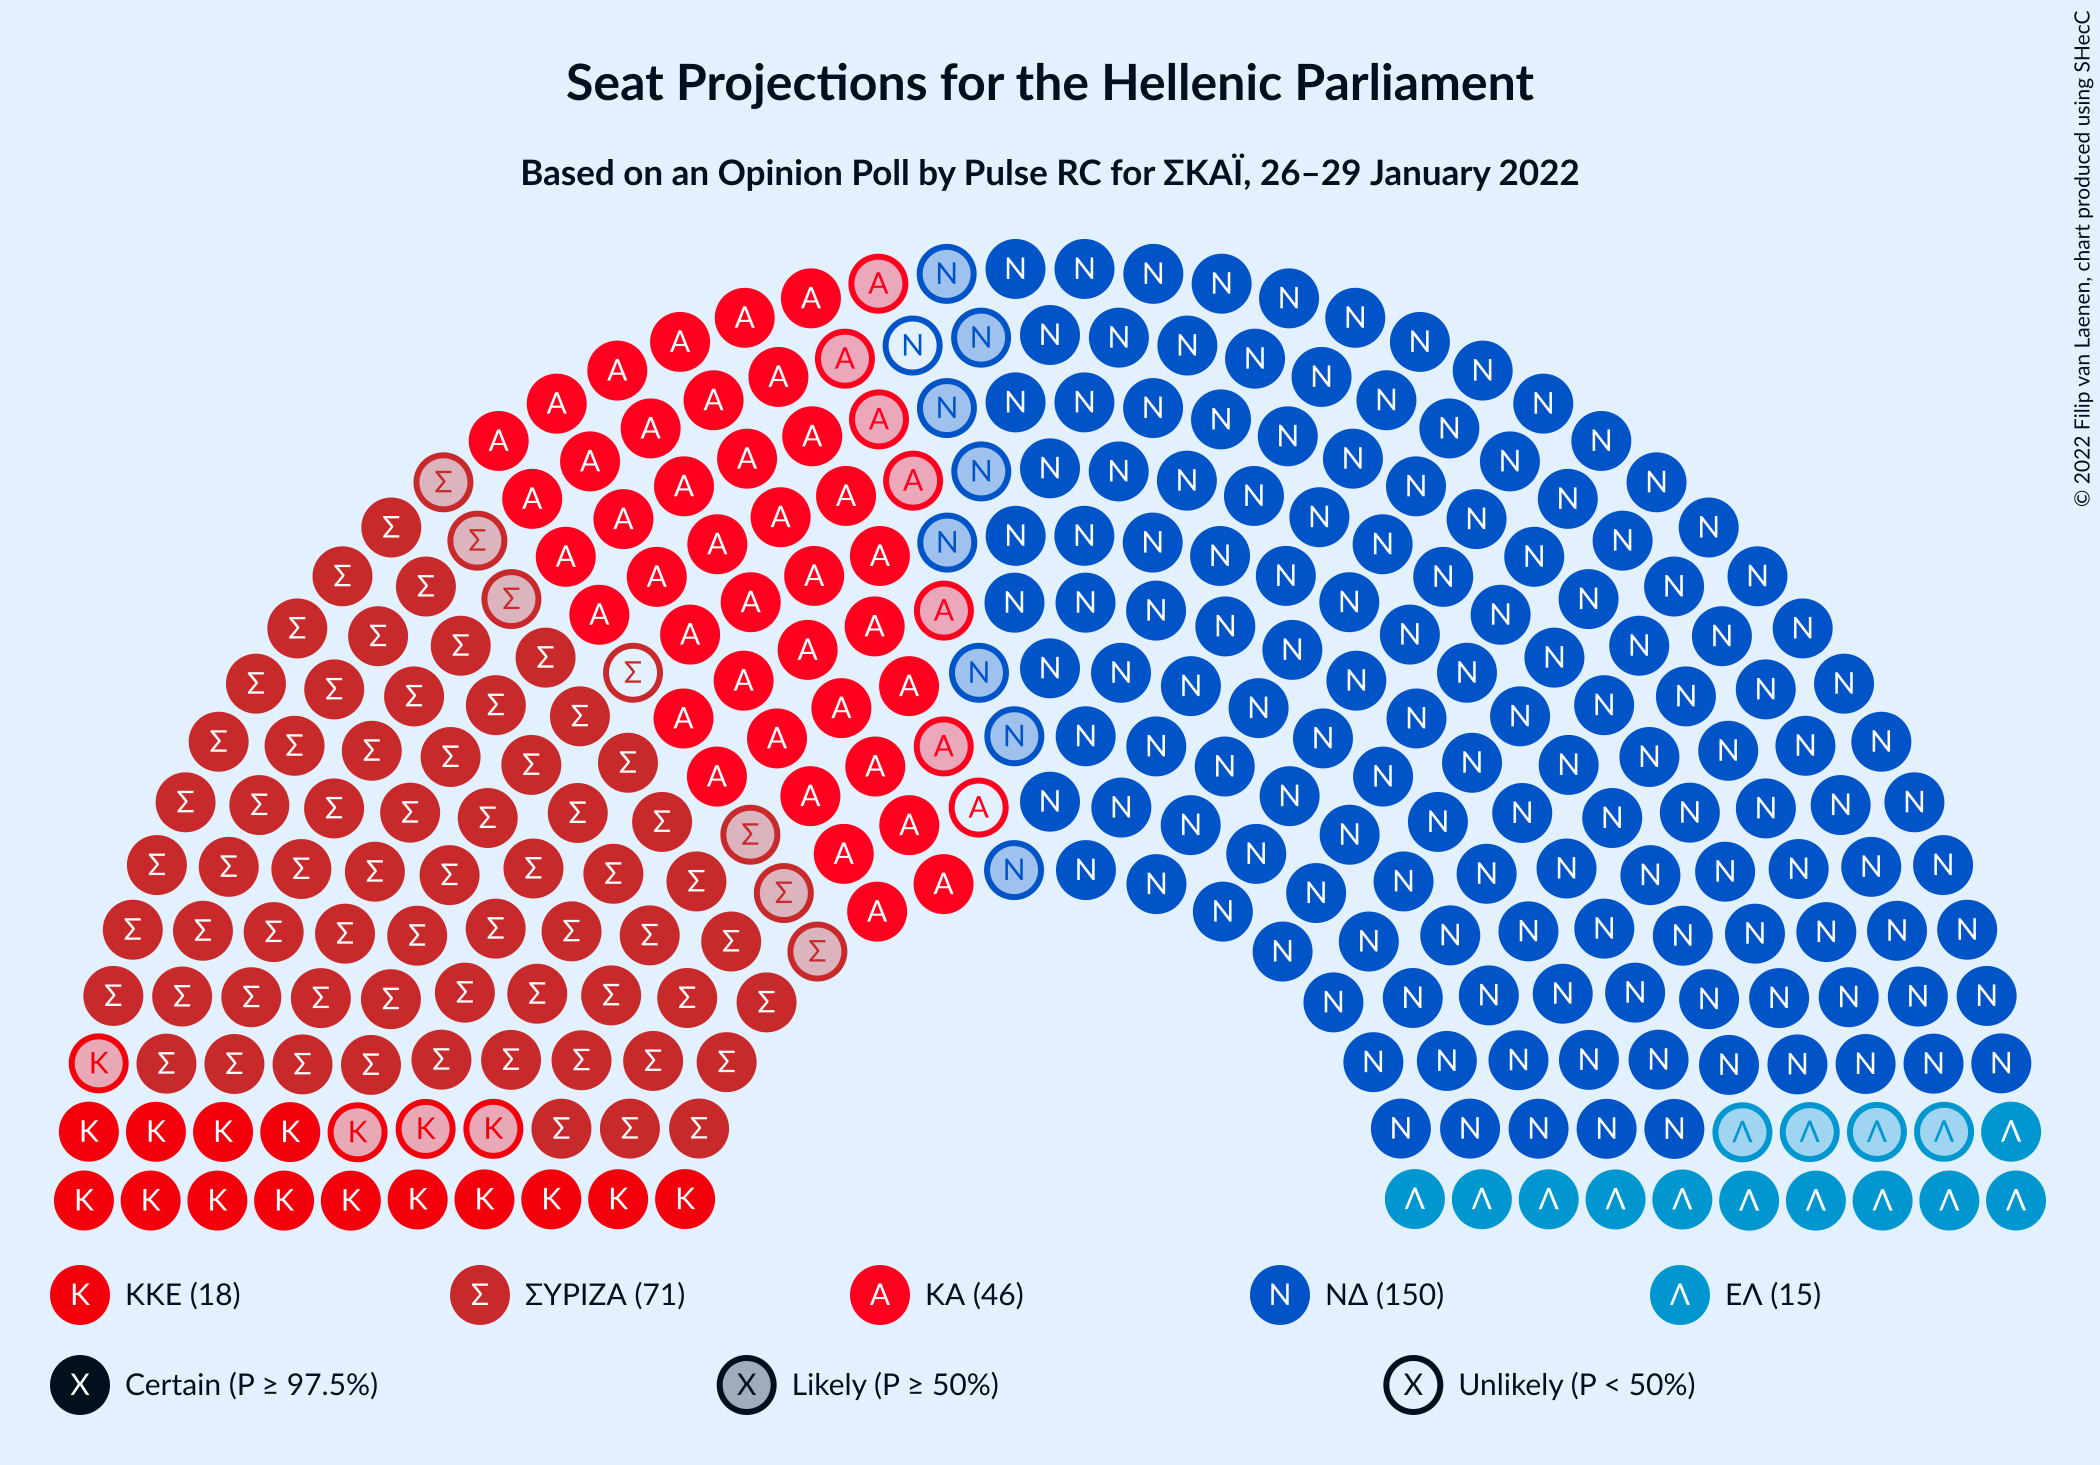 Seat Projections for the Hellenic Parliament
Based on an Opinion Poll by Pulse RC for ΣΚΑΪ, 26–29 January 2022
© 2022 Filip van Laenen, chart produced using SHecC
K ΚΚΕ (18)
Σ ΣΥΡΙΖΑ (71)
Α ΚΑ (46)
Ν ΝΔ (150)
Λ ΕΛ (15)
X Certain (P ≥ 97.5%)
X Likely (P ≥ 50%)
X Unlikely (P < 50%)